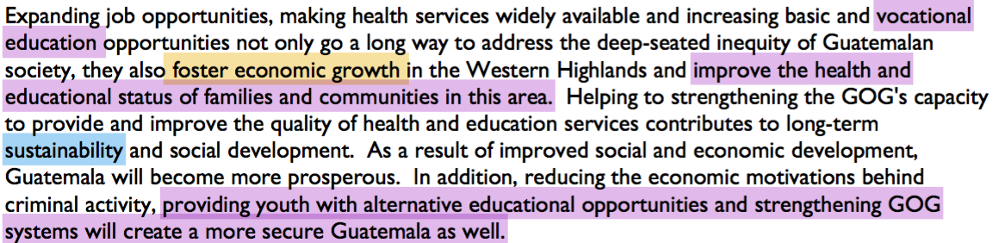 Expanding job opportunities, making health services widely available and increasing basic and vocational
education opportunities not only go a long way to address the deep-seated inequity of Guatemalan
society, they also foster economic growth in the Western Highlands and improve the health and
educational status of families and communities in this area.  Helping to strengthening the GOG's capacity
to provide and improve the quality of health and education services contributes to long-term
sustainability and social development.  As a result of improved social and economic development,
Guatemala will become more prosperous.  In addition, reducing the economic motivations behind
criminal activity, providing youth with alternative educational opportunities and strengthening GOG
systems will create a more secure Guatemala as well.